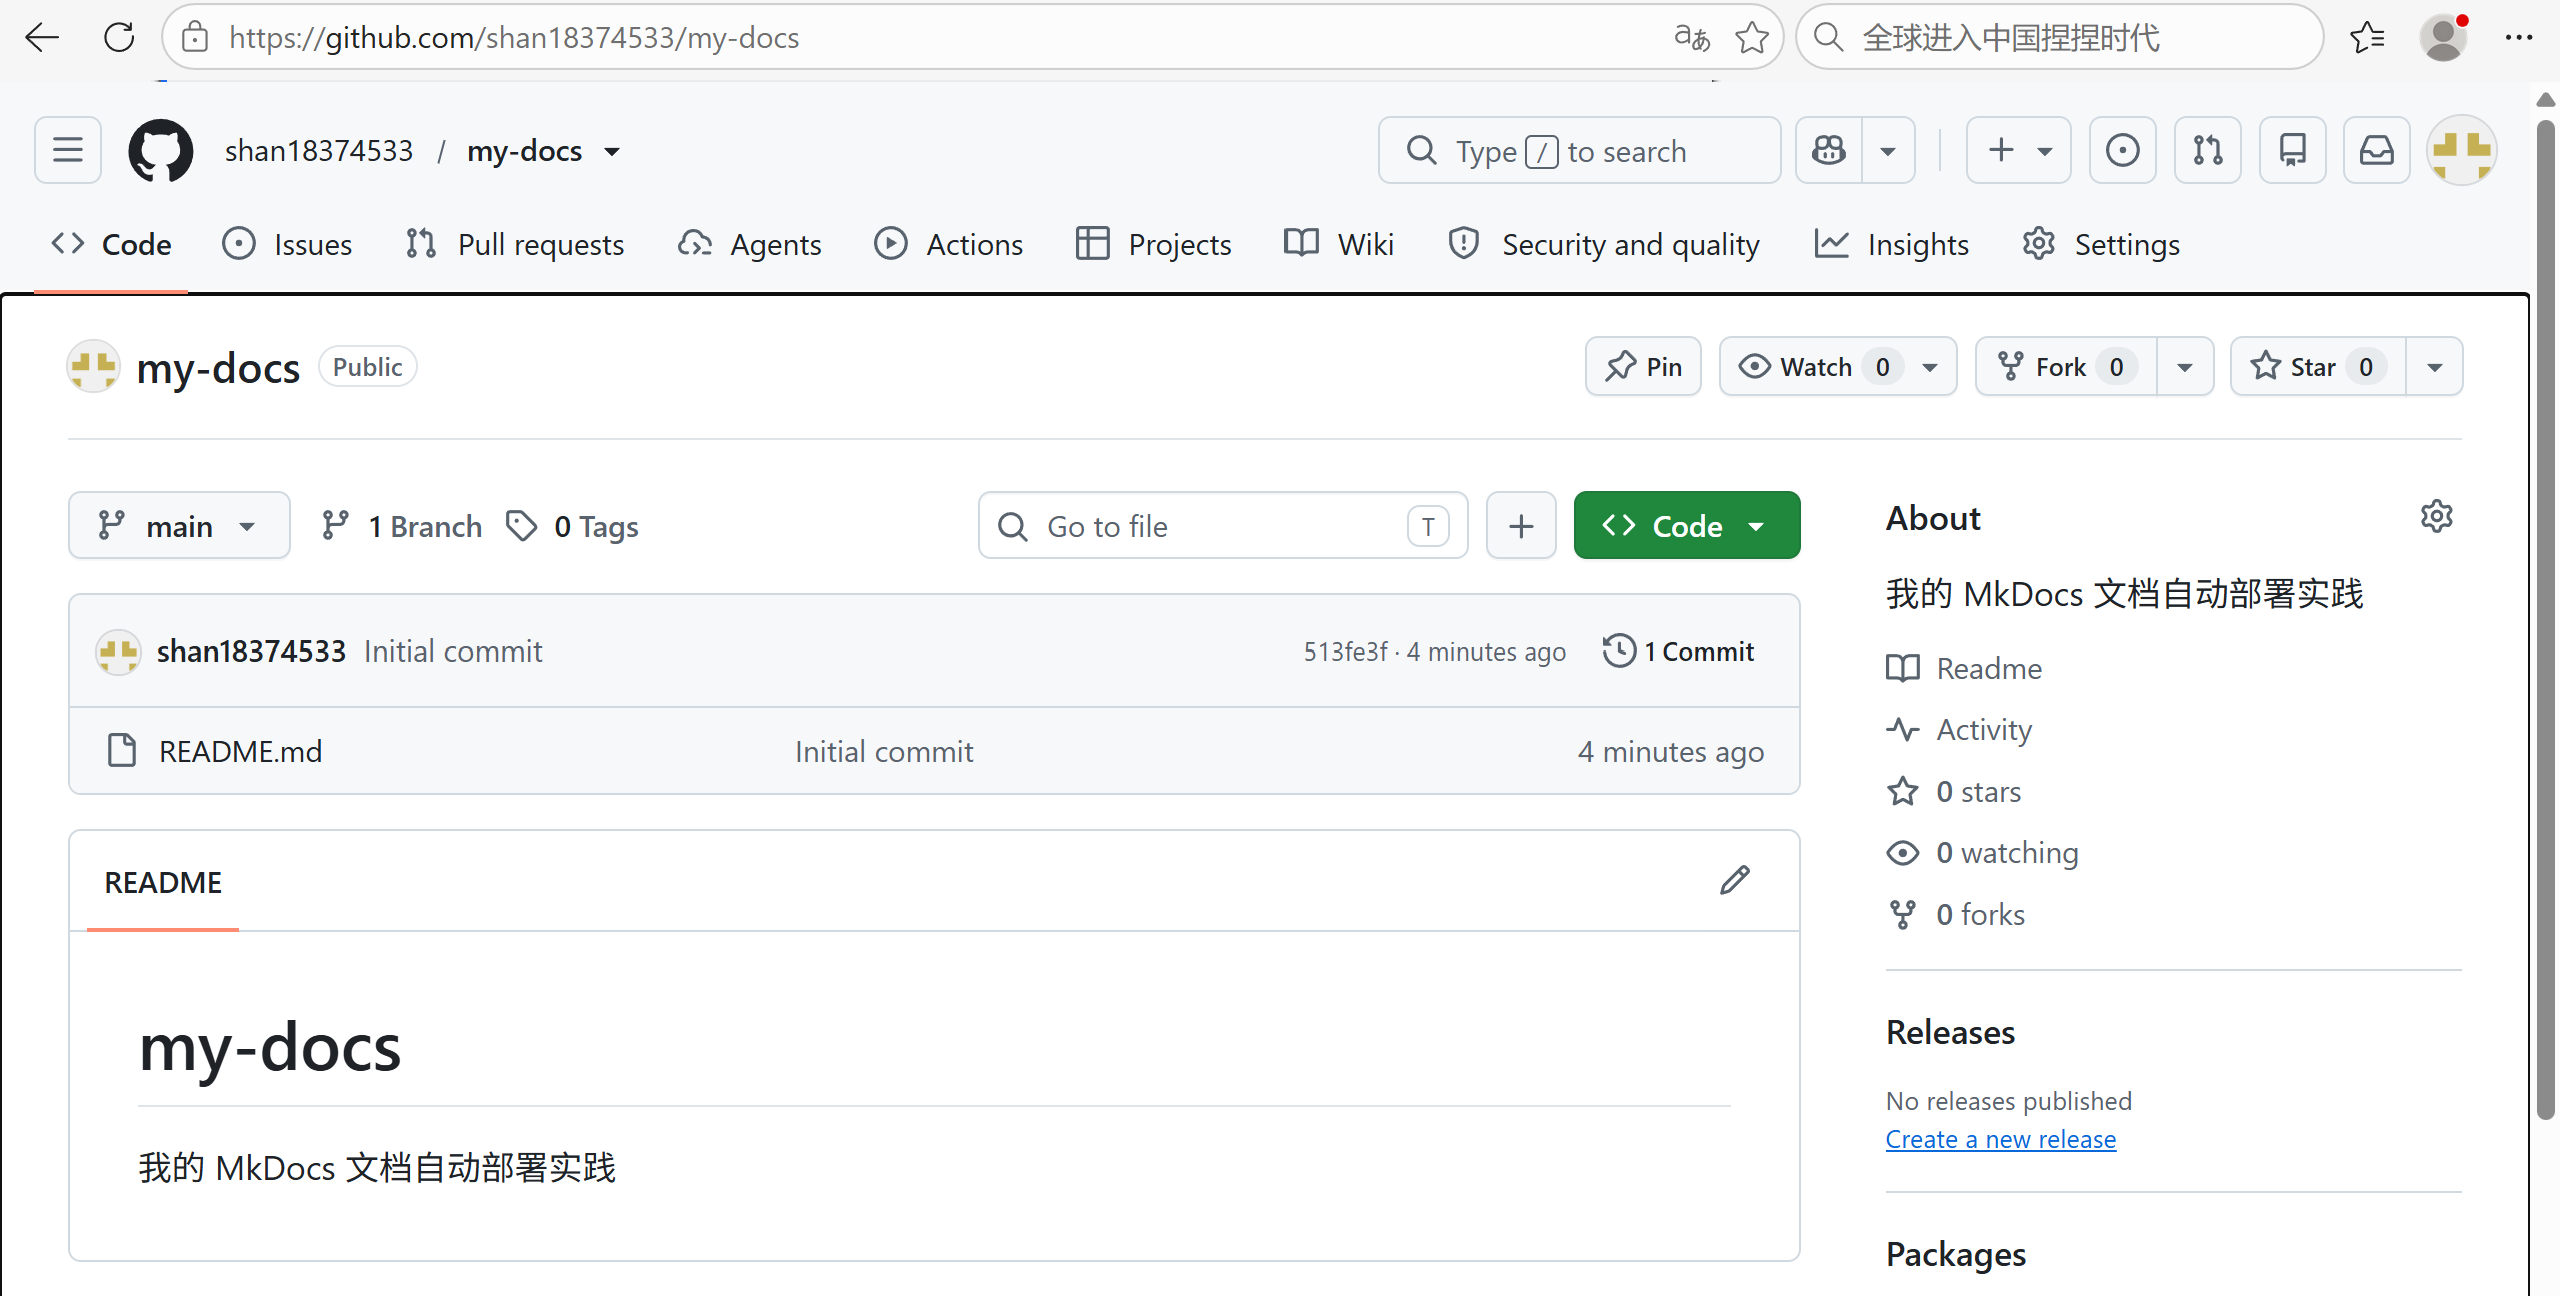 https://github.com/shan18374533/my-docs
全球进入中国捏捏时代
shan18374533 / my-docs
Type / to search
Code
Issues
Pull requests
Agents
Actions
Projects
Wiki
Security and quality
Insights
Settings
my-docs Public
Pin
Watch 0
Fork 0
Star 0
main
1 Branch
0 Tags
Go to file T
Code
shan18374533 Initial commit 513fe3f · 4 minutes ago 1 Commit
README.md Initial commit 4 minutes ago
README
my-docs
我的 MkDocs 文档自动部署实践
About
我的 MkDocs 文档自动部署实践
Readme
Activity
0 stars
0 watching
0 forks
Releases
No releases published
Create a new release
Packages